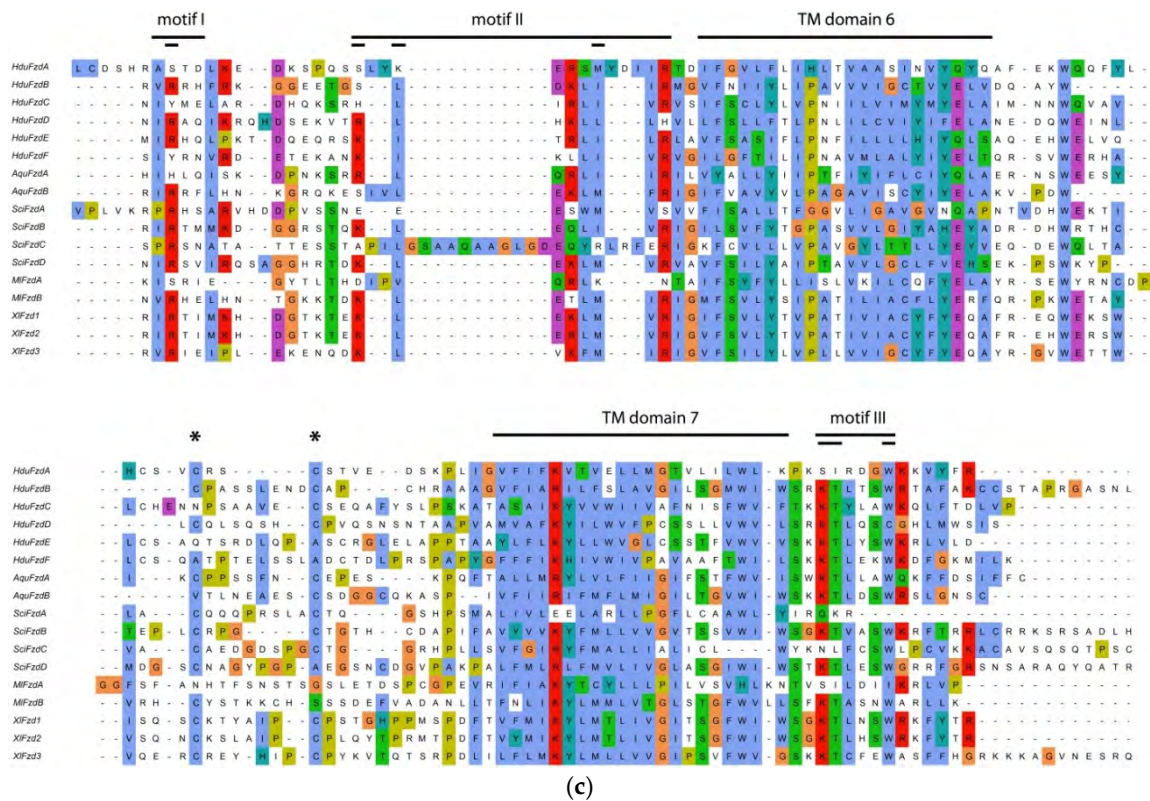 motif I motif II TM domain 6
HduFzdA L C D S H R A S T D L N E - - D K S P Q S S L Y K - - - - - - - - - - - - E R S M Y D I I R T D I F G V L F L I H L T V A A S I N V Y Q Y Q A F - E K W Q Q F Y L -
HduFzdB - - - - - - R V R R H F R K - - G G E E T G S - L - - - - - - - - - - - - D K L I - - V R M G V F N I I Y L I P A V V V I G C T V Y E L V D Q A Y W - - - - - -
HduFzdC - - - - - - N I Y M E L A R - - D H Q K S R H - L - - - - - - - - - - - - I R L I - - V R V S I F S C L Y L V P N I I L V I M Y M Y E L A I M - N N W Q V A V - -
HduFzdD - - - - - - N I R A Q I K R Q H D S E K V T R - L - - - - - - - - - - - - H K L L - - L H V L F S L L F T L P N L I L C V I Y I F E L A N E - D E W E I N L - -
HduFzdE - - - - - - M I R H Q L P K T - D Q E Q R S K - L - - - - - - - - - - - - T R L L - - V R L A V F S A S I F L L P N F I L L L H Y Q L S A Q - E H W E L Q S - -
HduFzdF - - - - - - S I Y R N V R D - - E T E K A N K - I - - - - - - - - - - - - K L L I - - V R G I L G F T I L I P N A V M L A L Y I Y E L T Q R - S V W E R H A - -
AquFzdA - - - - - - H I H L Q I S K - - D P N K S R R - L - - - - - - - - - - - - Q R L I - - V R L I V Y A L L Y I P T F I Y I F L C I Y Q L A E R - N S V W E E S Y - -
AquFzdB - - - - - - R I R R F L H N - - K G R Q K E S I V L - - - - - - - - - - - - E K L M - - F R I G I F A V V Y L V P A G A V I S C Y I Y E L A K V - P D W - - - - -
SciFzdA V P L V K R P R H S A R V H D D P V S S N E - E - - - - - - - - - - - - E S W M - - S V S V V F I S A L L T F G G V L I G A V G V N Q A P N T V D H W E K T I - -
SciFzdB - - - - - - R I R T M M K D - - G G R S T Q K - L - - - - - - - - - - - - E R L M - - I R I G V F S V F Y T G P A S V V L G I Y A H E Y A D R - D H W R T H C - -
SciFzdC - - - - - - S P R S N A T A - - T T E S S T A P I L G S A A Q A A G L G D E Q Y R L R F E R I G K F C V I L L L V P A V G Y L T T L L Y E Y V E Q - D E W Q L T A - -
SciFzdD - - - - - - N I R S V I R Q S A G G H R T D K - L - - - - - - - - - - - - E K L M - - V R V A V F S I L Y A I P T A V V L G C L F V E H S E K - P S W K Y P - - -
MlFzdA - - - - - - K I S R I E - - - - G Y T L T H D I P V - - - - - - - - - - - - Q R L K - - - N T A I S Y F Y L L I S L V K I L C Q F Y E L A Y R - S E W Y R N C D P
MlFzdB - - - - - - N V R H E L H N - - T G K K T D K - L - - - - - - - - - - - - E T L M - - I R I G M F S V L Y S I P A T I L I A C F L Y E R F Q R - P K W E T A Y - -
XlFzd1 - - - - - - R I R T I M K H - - D G T K T E K - L - - - - - - - - - - - - E K L M - - V R I G V F S V L Y T V P A T I V I A C Y F Y E Q A F R - E Q W E K S W - -
XlFzd2 - - - - - - R I R T I M K H - - D G T K T E K - L - - - - - - - - - - - - E R L M - - V R I G V F S V L Y T V P A T I V I A C Y F Y E Q A F R - E H W E R S W - -
XlFzd3 - - - - - - R V R I E I P L - - E K E N Q D K - L - - - - - - - - - - - - V K F M - - I R I G V F S I L Y L V P L L V V I G C Y F Y E Q A Y R - G V W E T T W - -
* * TM domain 7 motif III
HduFzdA - - H C S - V C R S - - - - - - - C S T V E - - D S K P L I G V F I F K V T V E L L M G T V L I L W L - K P K S I R D G W K K V Y F R - - - - - - - - - - - - -
HduFzdB - - - - - - - C P A S S L E N D C A P - - - - C H R A A A G V F I A R I L F S L A V G I L S G M W I - W S R K T L T S W R T A F A K C C S T A P R G A S N L
HduFzdC - - L C H E N N P S A A V E - - - C S E Q A F Y S L P S K A T A S A I K Y V V W I I V A F N I S V W V - F T K K T Y L A W K Q L F T D L V P - - - - - - - - - - -
HduFzdD - - - - - - L C Q L S Q S H - - - C P V Q S N S N T A A P V A M V A F K Y L L W V F P C S S L L V W V - L S R K T L Q S C G H L M W S I S - - - - - - - - - - - -
HduFzdE - - L C S - A Q T S R D L Q P - A S C R G L E L A P P T A A Y L F L K Y L L W V G L C S S T F V W V - V S K K T L Y S W K R L V L D - - - - - - - - - - - - - -
HduFzdF - - L C S Q A T P T E L S S L A D C T D L P R S P A P Y G F F F K H L V W I V P A V A A T W I L - S S K K T L E K W K D F G K M I L K - - - - - - - - - - - -
AquFzdA - - I - - - K C P P S S F N - - - C E P E S - - - - K P Q F T A L L M R Y L V L F I I G I F S T F W V I - S W K T L L A W Q K F F D S I F F C - - - - - - - - - -
AquFzdB - - - - - - - V T L N E A E S - C S D G G C Q K A S P - - I V F I I R I F M F L M I G I L T G V W I - W S K K T L D S W R S L G N S C - - - - - - - - - - - - -
SciFzdA - - L A - - - C Q Q Q P R S L A C T Q - - - G S H P S M A L I V L E E L A R L L P G F L C A A W L - Y I R Q K R - - - - - - - - - - - - - - - - - - - - - - -
SciFzdB - - T E P - L C R P G - - - - - C T G T H - C D A P I F A V Y V V K Y F M L L V V G V T S S V W I - W S G K T V A S W K R F T R R L C R R K S R S A D L H
SciFzdC - - V A - - - C A E D G D S P G C T G - - - G R H P L L S V F G I R Y F M L L L T I A L I C L - - - W Y K N L F C S W L P C V K K A C A V S Q S Q T P S C
SciFzdD - - M D G - S C N A G Y P G P - A E G S N C D G V P A K P A L F M L R L F M V L I V G L A S G I W I L - W S T K T L E S W G R R F G R S N S A R A Q Y Q A T R
MlFzdA G G F S F - A N H T F S N S T S G S L E T D S P C G P E V R I F I A K Y T C Y L L L P I L V S V H L K N T V S I L D I I K R L V P - - - - - - - - - - - - - -
MlFzdB - - V R H - C Y S T K K C H - S S S D E F V A D A N L L T F N L K Y L M M L V T G L S T G F W V L L - S F K T A S N W A R L L K - - - - - - - - - - - - - - -
XlFzd1 - - I S Q - S C K T Y A I P - - C P S T G H P P M S P D F T V F M I K Y L M T L I V G I T S G F W I - W S G K T L N S W R K F Y T R - - - - - - - - - - - - -
XlFzd2 - - V Q N - N C K S L A I P - - C P L Q Y T P R M T P D F T V Y M I K Y L M T L I V G I T S G F W I - W S G K T L H S W R K F Y T R - - - - - - - - - - - - -
XlFzd3 - - V Q E - R C R E Y H I P - - C P Y K V T Q T S R P D L I L F L M K Y L M L L V V G I P S V F W V - G S K K T C F E W A S F F H G R K K K A G V N E S R Q
(c)